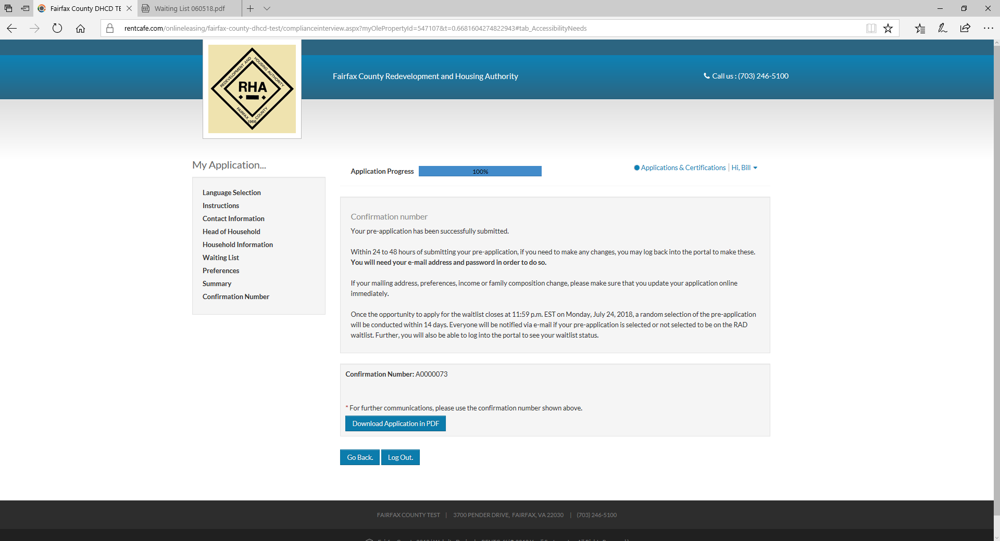 Fairfax County DHCD TE
Waiting List 060518.pdf
rentcafe.com/onlineleasing/fairfax-county-dhcd-test/complianceinterview.aspx?myOlePropertyId=547107&t=0.6681604274822943#tab_AccessibilityNeeds
REDEVELOPMENT AND
HOUSING AUTHORITY
RHA
FAIRFAX
COUNTY
1966
Fairfax County Redevelopment and Housing Authority
Call us : (703) 246-5100
My Application...
Language Selection
Instructions
Contact Information
Head of Household
Household Information
Waiting List
Preferences
Summary
Confirmation Number
Application Progress
100%
Applications & Certifications
Hi, Bill
Confirmation number
Your pre-application has been successfully submitted.
Within 24 to 48 hours of submitting your pre-application, if you need to make any changes, you may log back into the portal to make these.
You will need your e-mail address and password in order to do so.
If your mailing address, preferences, income or family composition change, please make sure that you update your application online
immediately.
Once the opportunity to apply for the waitlist closes at 11:59 p.m. EST on Monday, July 24, 2018, a random selection of the pre-application
will be conducted within 14 days. Everyone will be notified via e-mail if your pre-application is selected or not selected to be on the RAD
waitlist. Further, you will also be able to log into the portal to see your waitlist status.
Confirmation Number: A0000073
* For further communications, please use the confirmation number shown above.
Download Application in PDF
Go Back.
Log Out.
FAIRFAX COUNTY TEST | 3700 PENDER DRIVE, FAIRFAX, VA 22030 | (703) 246-5100